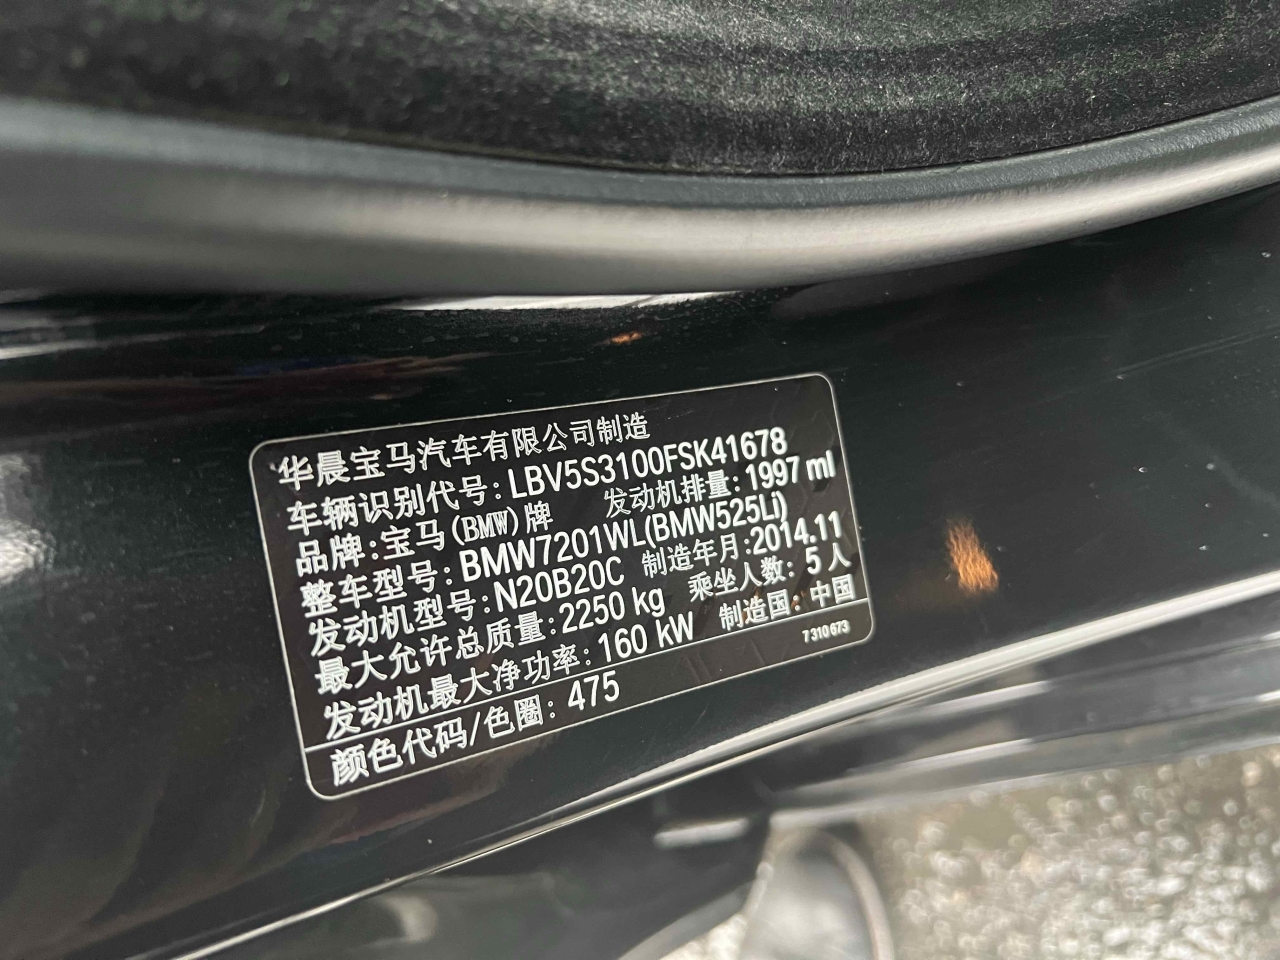 华晨宝马汽车有限公司制造
车辆识别代号: LBV5S3100FSK41678
品牌: 宝马(BMW)牌 发动机排量: 1997 ml
整车型号: BMW7201WL(BMW525Li)
发动机型号: N20B20C 制造年月: 2014.11
最大允许总质量: 2250 kg 乘坐人数: 5 人
发动机最大净功率: 160 kW 制造国: 中国
颜色代码/色圈: 475 7310673